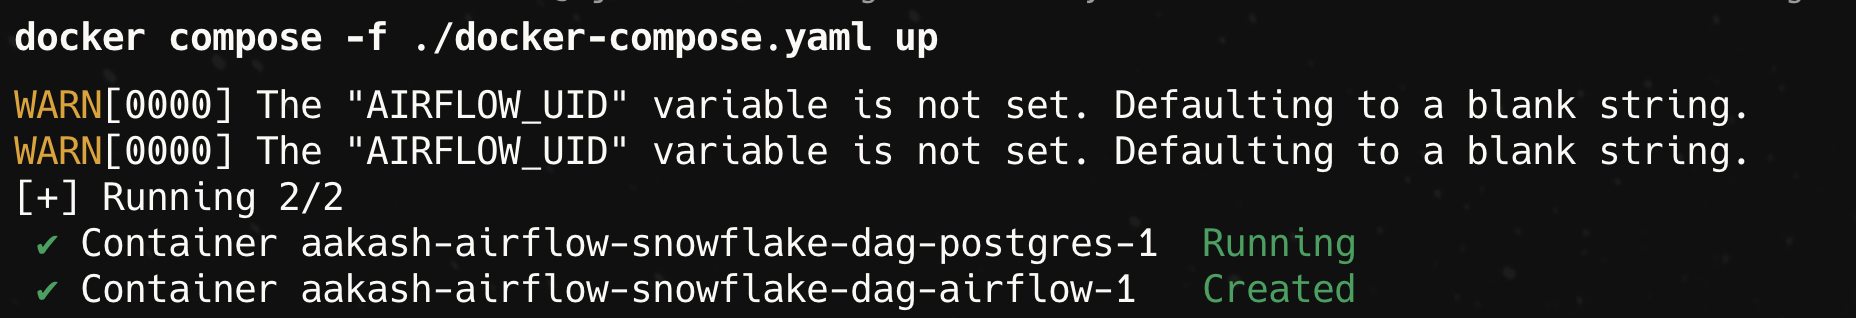 docker compose -f ./docker-compose.yaml up
WARN[0000] The "AIRFLOW_UID" variable is not set. Defaulting to a blank string.
WARN[0000] The "AIRFLOW_UID" variable is not set. Defaulting to a blank string.
[+] Running 2/2
✔ Container aakash-airflow-snowflake-dag-postgres-1 Running
✔ Container aakash-airflow-snowflake-dag-airflow-1 Created